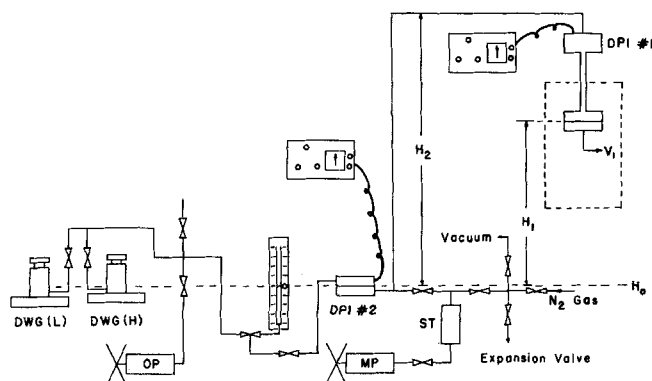 DPI #1
H2
V1
H1
Vacuum
H0
N2 Gas
DWG (L)
DWG (H)
DPI #2
ST
OP
MP
Expansion Valve